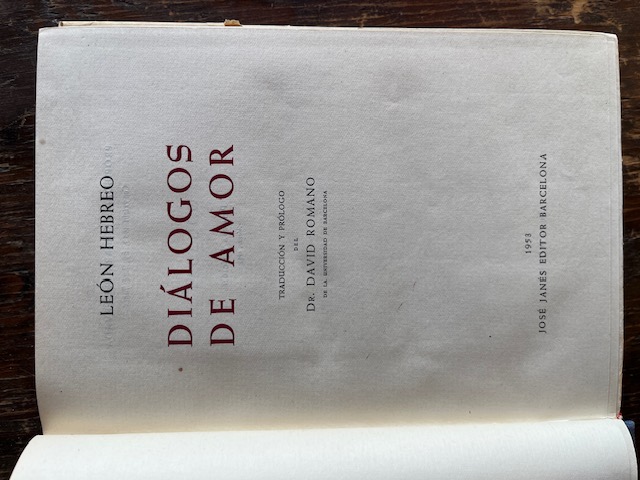 LEÓN HEBREO
DIÁLOGOS
DE AMOR
TRADUCCIÓN Y PRÓLOGO
DEL
DR. DAVID ROMANO
DE LA UNIVERSIDAD DE BARCELONA
1953
JOSÉ JANÉS EDITOR BARCELONA